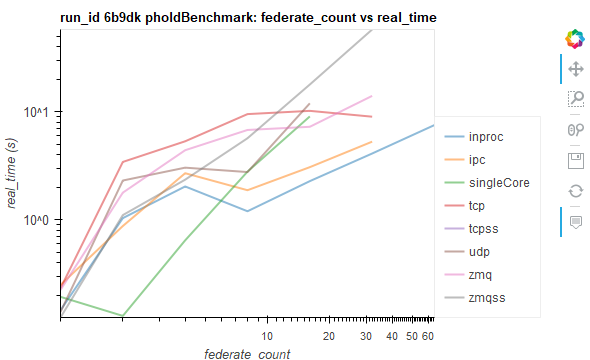 run_id 6b9dk pholdBenchmark: federate_count vs real_time
real_time (s)
10^1
10^0
10
20
30
40
50
60
federate_count
inproc
ipc
singleCore
tcp
tcpss
udp
zmq
zmqss